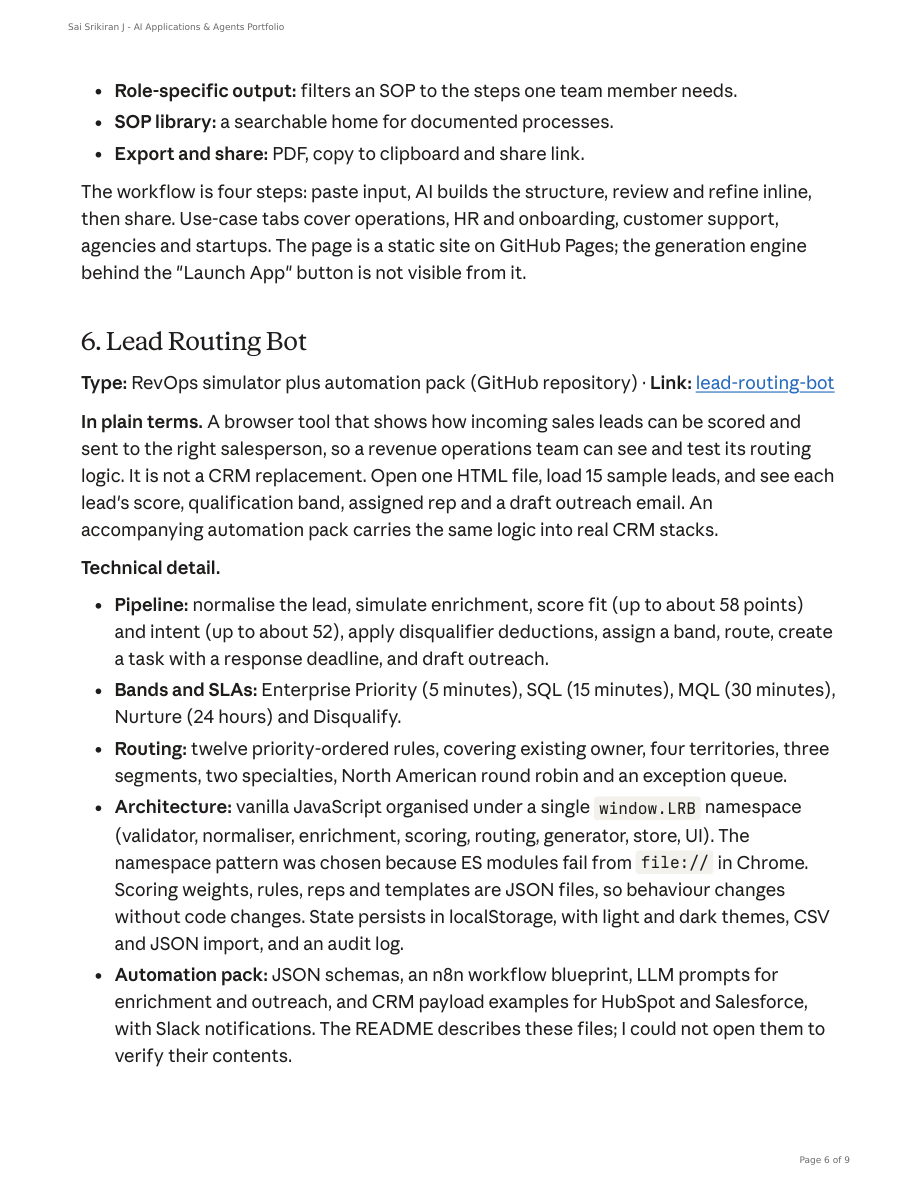 Sai Srikiran J - AI Applications & Agents Portfolio
• Role-specific output: filters an SOP to the steps one team member needs.
• SOP library: a searchable home for documented processes.
• Export and share: PDF, copy to clipboard and share link.
The workflow is four steps: paste input, AI builds the structure, review and refine inline,
then share. Use-case tabs cover operations, HR and onboarding, customer support,
agencies and startups. The page is a static site on GitHub Pages; the generation engine
behind the "Launch App" button is not visible from it.
6. Lead Routing Bot
Type: RevOps simulator plus automation pack (GitHub repository) · Link: lead-routing-bot
In plain terms. A browser tool that shows how incoming sales leads can be scored and
sent to the right salesperson, so a revenue operations team can see and test its routing
logic. It is not a CRM replacement. Open one HTML file, load 15 sample leads, and see each
lead's score, qualification band, assigned rep and a draft outreach email. An
accompanying automation pack carries the same logic into real CRM stacks.
Technical detail.
• Pipeline: normalise the lead, simulate enrichment, score fit (up to about 58 points)
and intent (up to about 52), apply disqualifier deductions, assign a band, route, create
a task with a response deadline, and draft outreach.
• Bands and SLAs: Enterprise Priority (5 minutes), SQL (15 minutes), MQL (30 minutes),
Nurture (24 hours) and Disqualify.
• Routing: twelve priority-ordered rules, covering existing owner, four territories, three
segments, two specialties, North American round robin and an exception queue.
• Architecture: vanilla JavaScript organised under a single window.LRB namespace
(validator, normaliser, enrichment, scoring, routing, generator, store, UI). The
namespace pattern was chosen because ES modules fail from file:// in Chrome.
Scoring weights, rules, reps and templates are JSON files, so behaviour changes
without code changes. State persists in localStorage, with light and dark themes, CSV
and JSON import, and an audit log.
• Automation pack: JSON schemas, an n8n workflow blueprint, LLM prompts for
enrichment and outreach, and CRM payload examples for HubSpot and Salesforce,
with Slack notifications. The README describes these files; I could not open them to
verify their contents.
Page 6 of 9